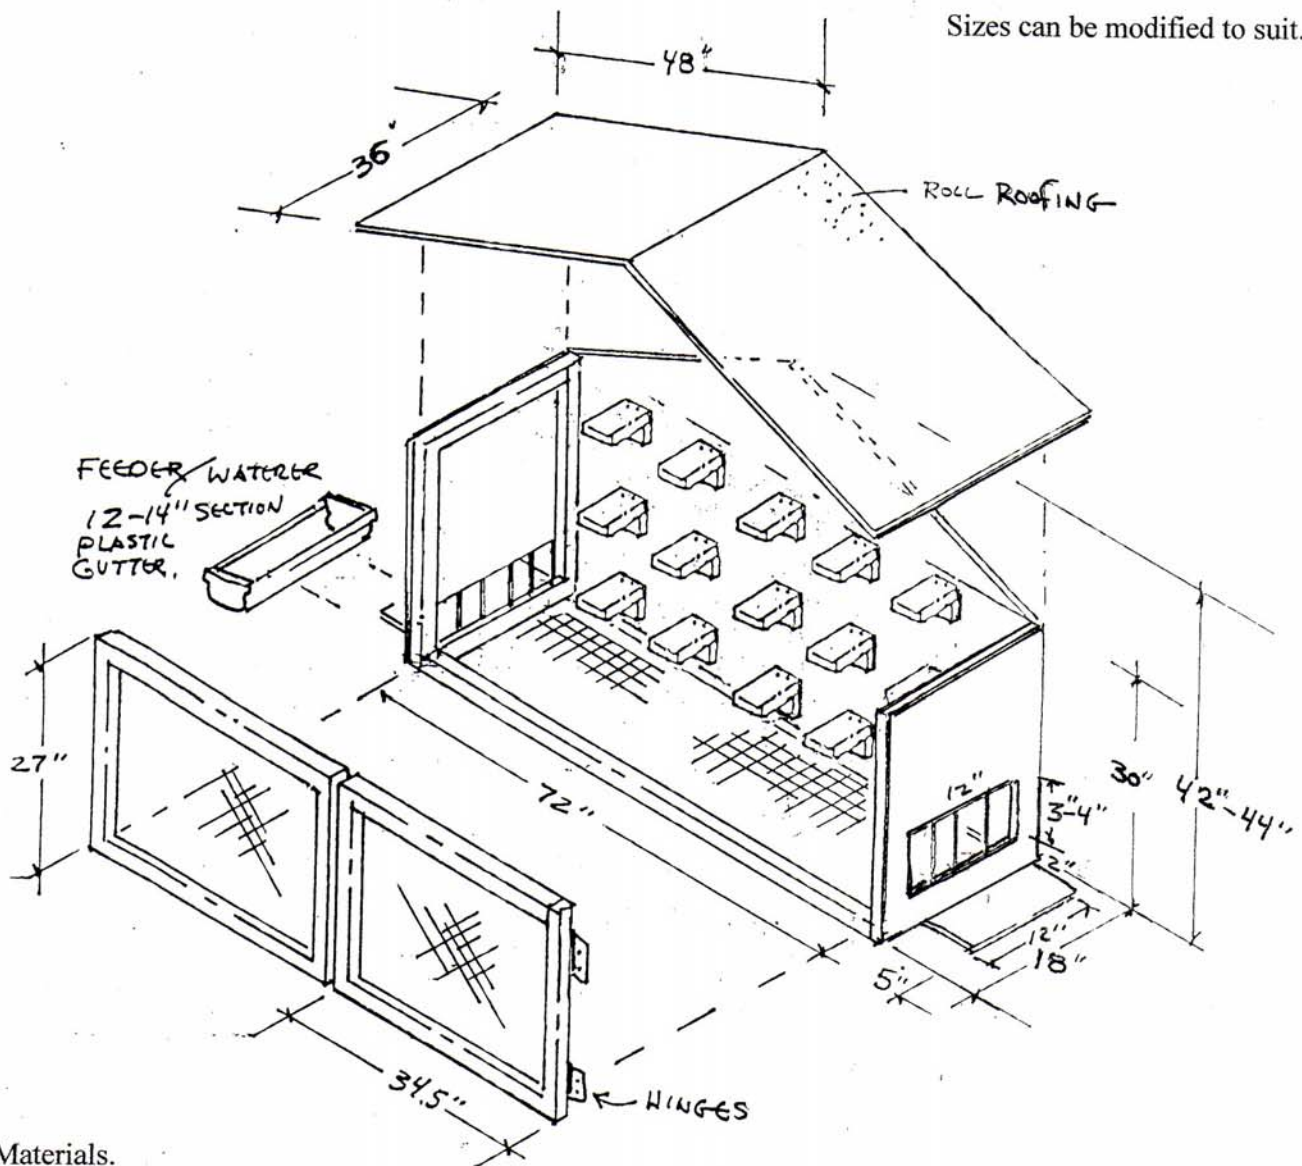 Sizes can be modified to suit.
48"
36"
ROLL ROOFING
FEEDER/WATERER
12-14" SECTION
PLASTIC
GUTTER.
27"
72"
12"
3"-4"
2"
30"
42"-44"
12"
18"
5"
34.5"
HINGES
Materials.